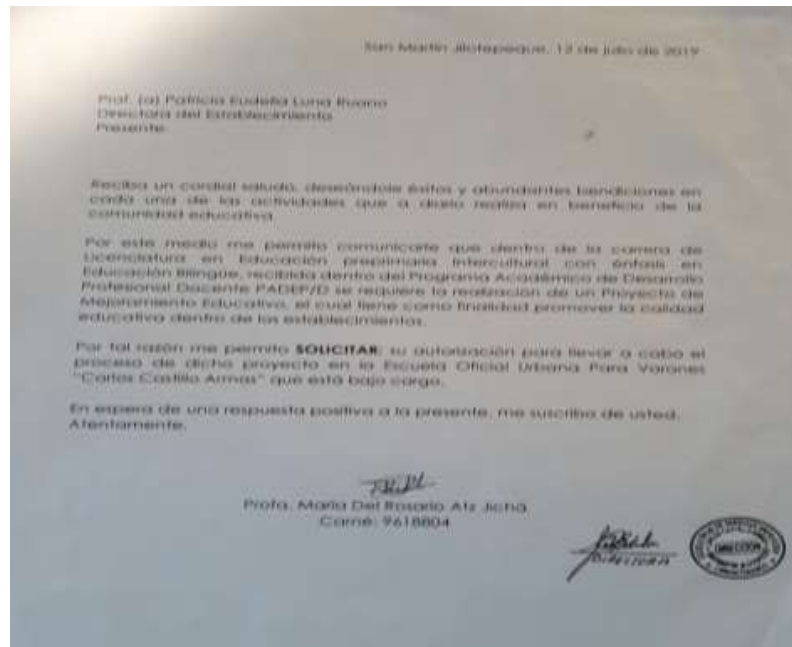 San Martín Jilotepeque, 12 de julio de 2019
Prof. (a) Patricia Eudelia Luna Ruano
Directora del Establecimiento
Presente
Reciba un cordial saludo, deseándole éxitos y abundantes bendiciones en
cada una de las actividades que a diario realiza en beneficio de la
comunidad educativa.
Por este medio me permito comunicarle que dentro de la carrera de
Licenciatura en Educación preprimaria Intercultural con énfasis en
Educación Bilingüe, recibida dentro del Programa Académico de Desarrollo
Profesional Docente PADEP/D se requiere la realización de un Proyecto de
Mejoramiento Educativo, el cual tiene como finalidad promover la calidad
educativa dentro de los establecimientos.
Por tal razón me permito SOLICITAR: su autorización para llevar a cabo el
proceso de dicho proyecto en la Escuela Oficial Urbana Para Varones
"Carlos Castillo Armas" que está bajo cargo.
En espera de una respuesta positiva a la presente, me suscribo de usted.
Atentamente.
Profa. María Del Rosario Atz Jichá
Carné: 9618804
DIRECTORA
DIRECCION